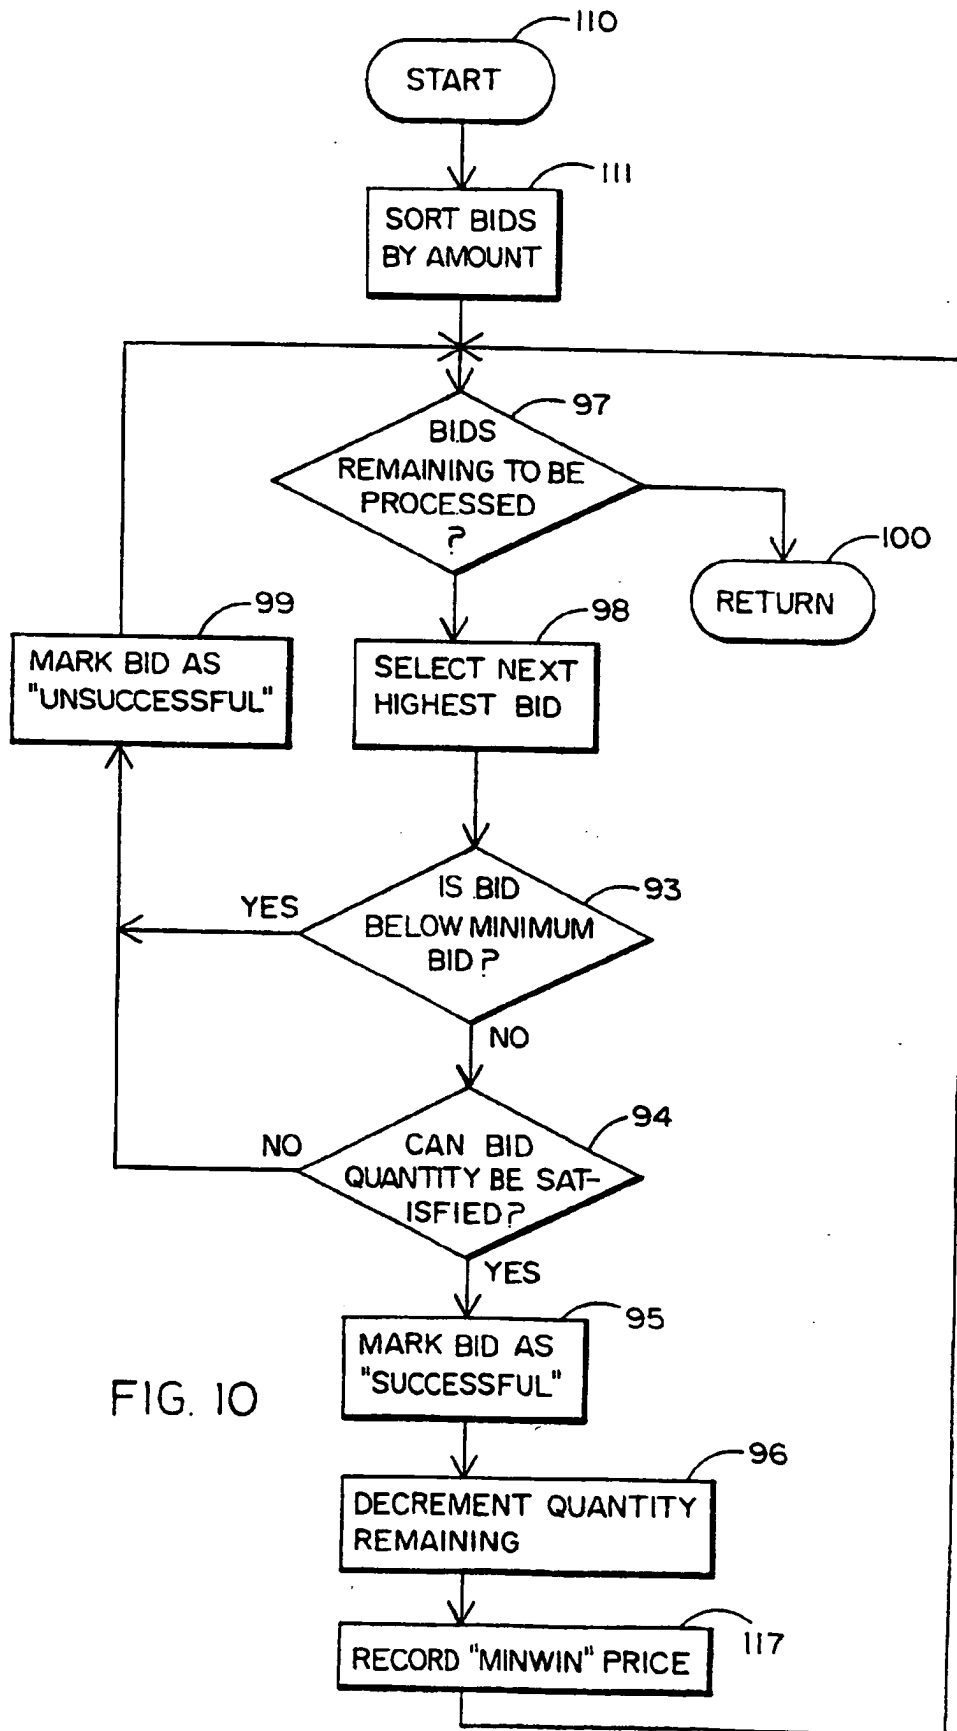 110
START
111
SORT BIDS
BY AMOUNT
97
BIDS
REMAINING TO BE
PROCESSED
?
100
RETURN
99
MARK BID AS
"UNSUCCESSFUL"
98
SELECT NEXT
HIGHEST BID
93
YES
IS BID
BELOW MINIMUM
BID?
NO
94
NO
CAN BID
QUANTITY BE SAT-
ISFIED?
YES
95
MARK BID AS
"SUCCESSFUL"
FIG. 10
96
DECREMENT QUANTITY
REMAINING
117
RECORD "MINWIN" PRICE